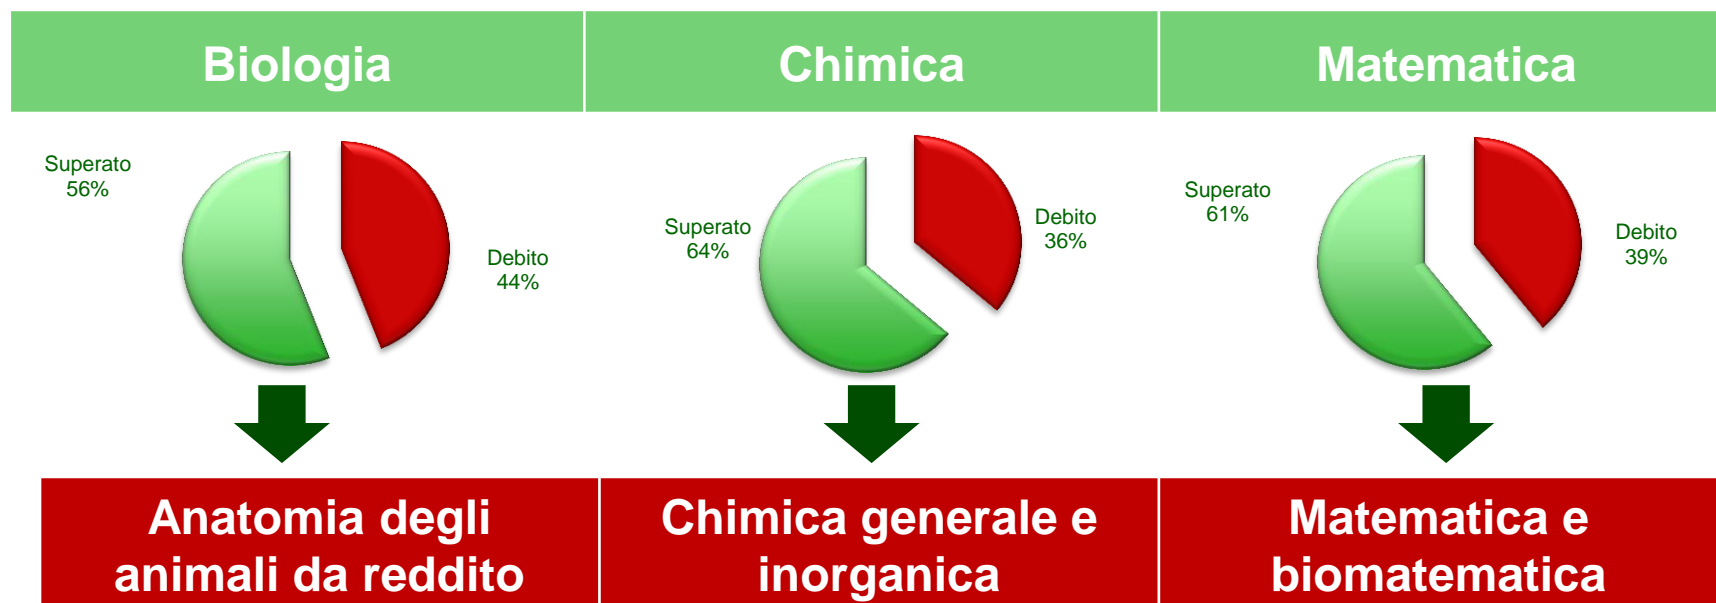 Biologia
Chimica
Matematica
Superato
56%
Debito
44%
Superato
64%
Debito
36%
Superato
61%
Debito
39%
Anatomia degli
animali da reddito
Chimica generale e
inorganica
Matematica e
biomatematica